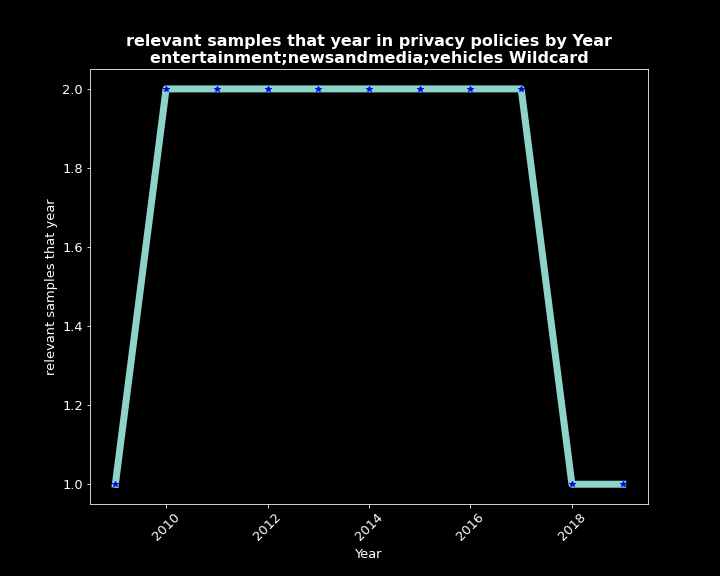 relevant samples that year in privacy policies by Year
entertainment;newsandmedia;vehicles Wildcard
2.0
1.8
1.6
1.4
1.2
1.0
relevant samples that year
2010
2012
2014
2016
2018
Year